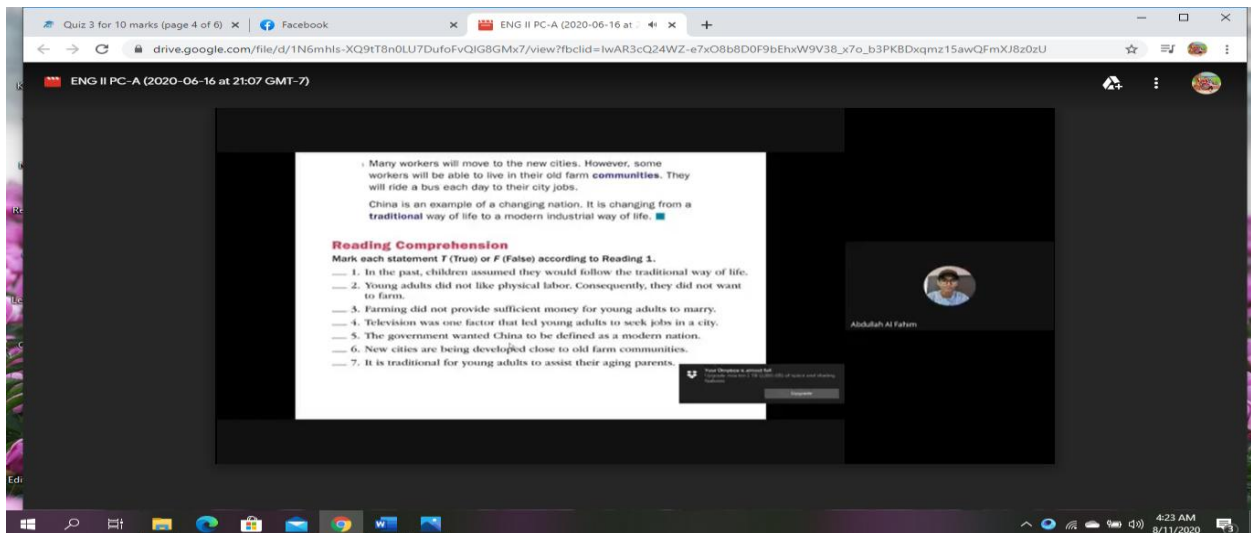 Quiz 3 for 10 marks (page 4 of 6)
Facebook
ENG II PC-A (2020-06-16 at
drive.google.com/file/d/1N6mhIs-XQ9tT8n0LU7DufoFvQIG8GMx7/view?fbclid=IwAR3cQ24WZ-e7xO8b8D0F9bEhxW9V38_x7o_b3PKBDxqmz15awQFmXJ8z0zU
ENG II PC-A (2020-06-16 at 21:07 GMT-7)
Many workers will move to the new cities. However, some
workers will be able to live in their old farm communities. They
will ride a bus each day to their city jobs.
China is an example of a changing nation. It is changing from a
traditional way of life to a modern industrial way of life.
Reading Comprehension
Mark each statement T (True) or F (False) according to Reading 1.
___ 1. In the past, children assumed they would follow the traditional way of life.
___ 2. Young adults did not like physical labor. Consequently, they did not want
to farm.
___ 3. Farming did not provide sufficient money for young adults to marry.
___ 4. Television was one factor that led young adults to seek jobs in a city.
___ 5. The government wanted China to be defined as a modern nation.
___ 6. New cities are being developed close to old farm communities.
___ 7. It is traditional for young adults to assist their aging parents.
Abdullah Al Fahim
Your Dropbox is almost full
Edi
4:23 AM
8/11/2020